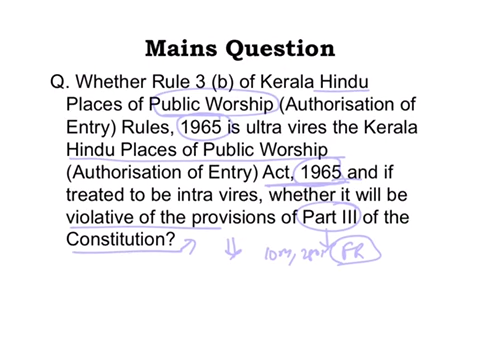 Mains Question
Q. Whether Rule 3 (b) of Kerala Hindu
Places of Public Worship (Authorisation of
Entry) Rules, 1965 is ultra vires the Kerala
Hindu Places of Public Worship
(Authorisation of Entry) Act, 1965 and if
treated to be intra vires, whether it will be
violative of the provisions of Part III of the
Constitution?
10m, FR